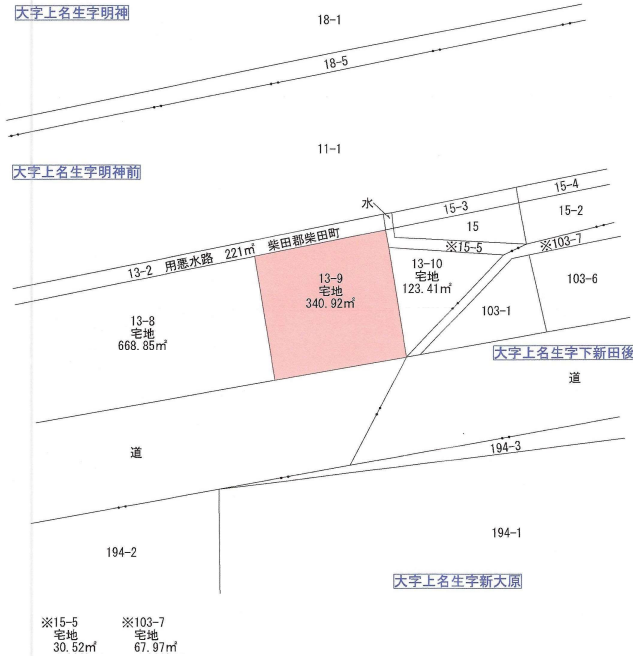 大字上名生字明神
18-1
18-5
11-1
大字上名生字明神前
水
15-3
15-4
15
15-2
※15-5
※103-7
13-2 用悪水路 221㎡ 柴田郡柴田町
13-9
宅地
340.92㎡
13-10
宅地
123.41㎡
103-6
103-1
13-8
宅地
668.85㎡
大字上名生字下新田後
道
道
194-3
194-2
194-1
大字上名生字新大原
※15-5
宅地
30.52㎡
※103-7
宅地
67.97㎡